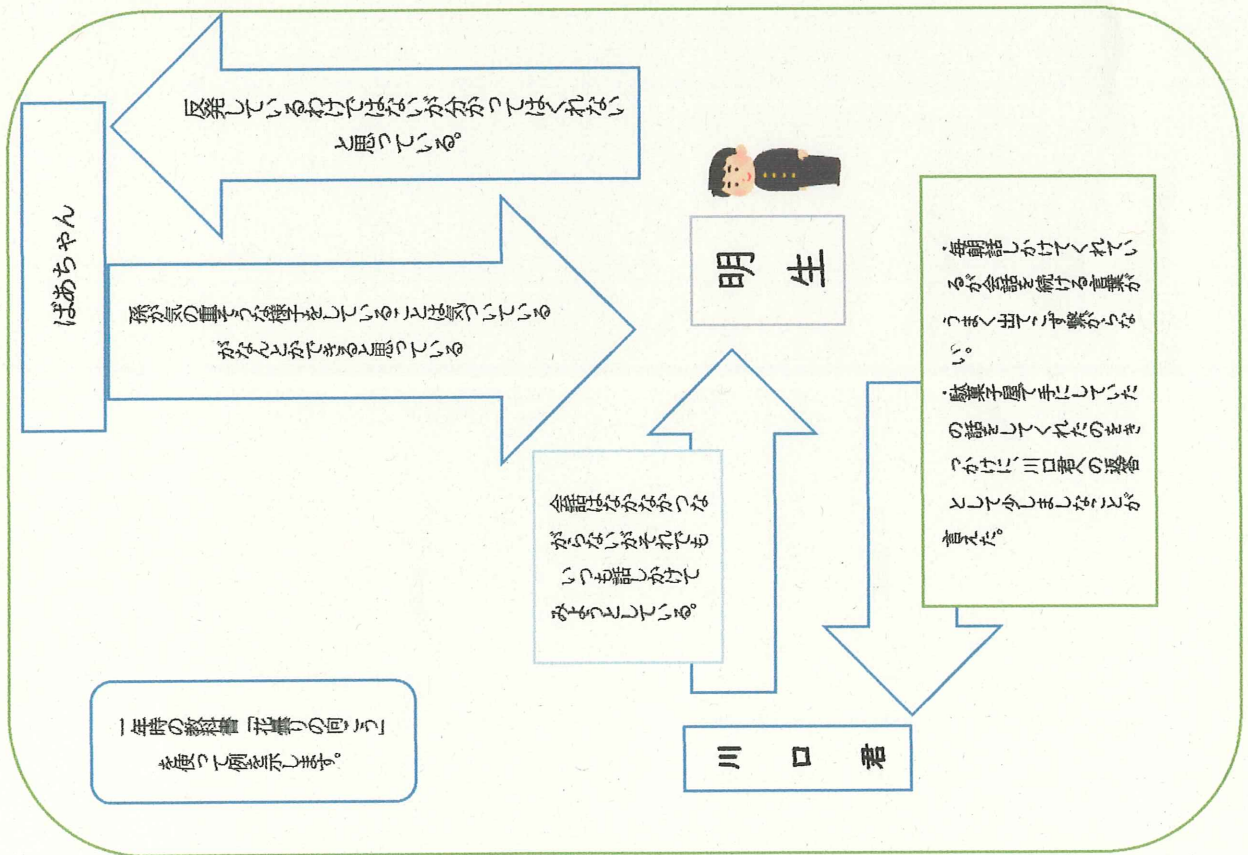 反発しているわけではないが分かってはくれない
と思っている。
ばあちゃん
孫が気の重そうな様子をしていることは気づいている
がなんとかできると思っている
明生
・毎朝話しかけてくれてい
るが会話を続ける言葉が
うまく出てこず繋がらな
い。
・駄菓子屋で手にしていた
の話をしてくれたのをき
っかけに、川口君への返答
として少しましなことが
言えた。
会話はなかなかつな
がらないがそれでも
いつも話しかけて
みようとしている。
川口君
一年時の教科書「花曇りの向こう」
を使って例を示します。